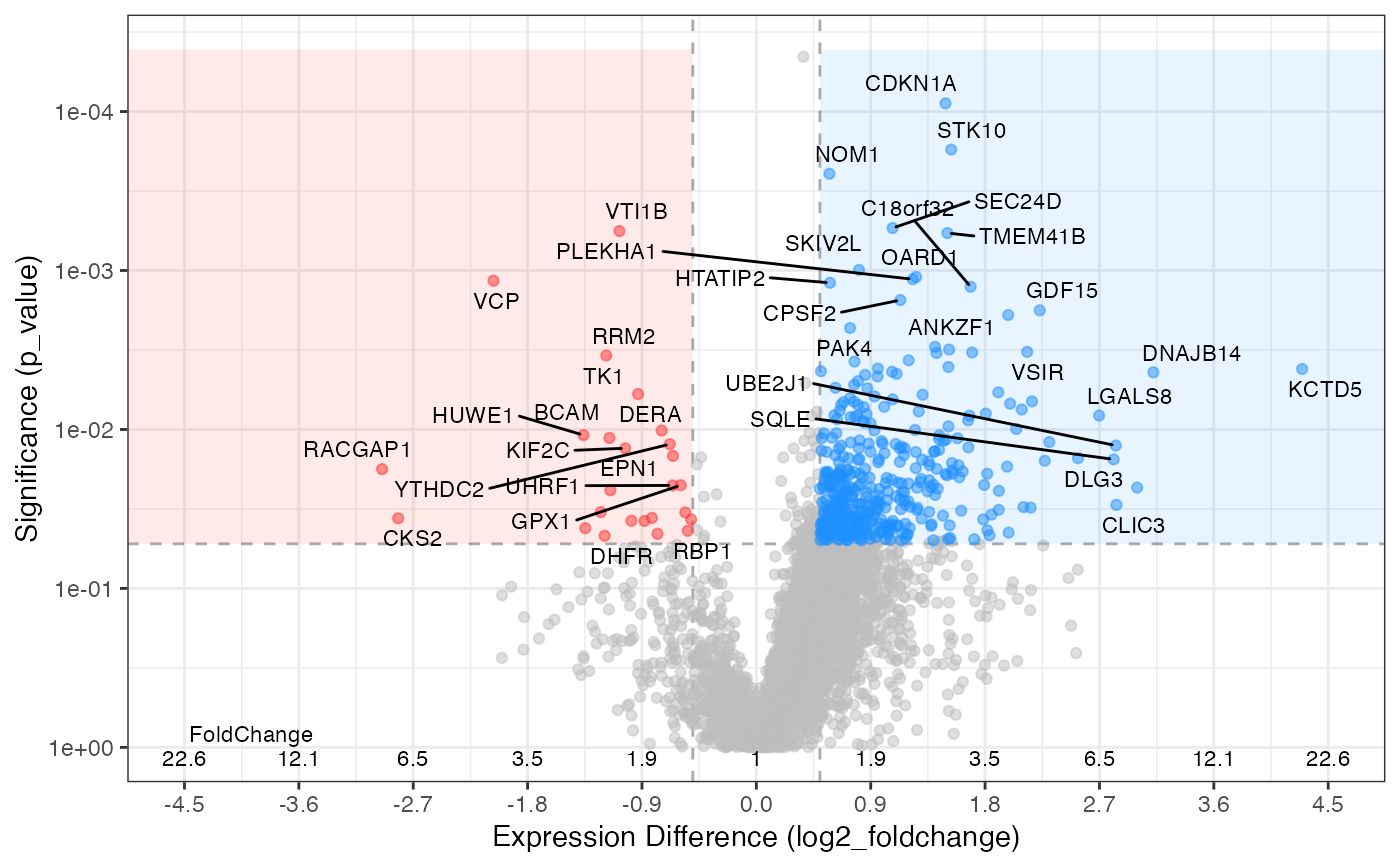 CDKN1A
1e-04
STK10
NOM1
SEC24D
C18orf32
VTI1B
TMEM41B
SKIV2L
PLEKHA1
OARD1
1e-03
HTATIP2
GDF15
VCP
CPSF2
ANKZF1
RRM2
PAK4
DNAJB14
VSIR
TK1
UBE2J1
KCTD5
LGALS8
BCAM
HUWE1
DERA
SQLE
1e-02
RACGAP1
KIF2C
EPN1
DLG3
YTHDC2
UHRF1
GPX1
CLIC3
CKS2
RBP1
DHFR
1e-01
FoldChange
1e+00
22.6 12.1 6.5 3.5 1.9 1 1.9 3.5 6.5 12.1 22.6
-4.5 -3.6 -2.7 -1.8 -0.9 0.0 0.9 1.8 2.7 3.6 4.5
Expression Difference (log2_foldchange)
Significance (p_value)